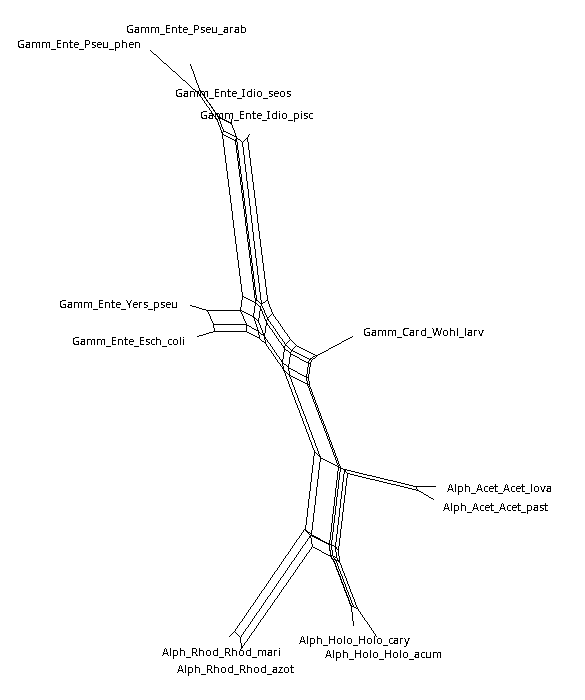 Gamm_Ente_Pseu_arab
Gamm_Ente_Pseu_phen
Gamm_Ente_Idio_seos
Gamm_Ente_Idio_pisc
Gamm_Ente_Yers_pseu
Gamm_Card_Wohl_larv
Gamm_Ente_Esch_coli
Alph_Acet_Acet_lova
Alph_Acet_Acet_past
Alph_Holo_Holo_cary
Alph_Rhod_Rhod_mari
Alph_Holo_Holo_acum
Alph_Rhod_Rhod_azot